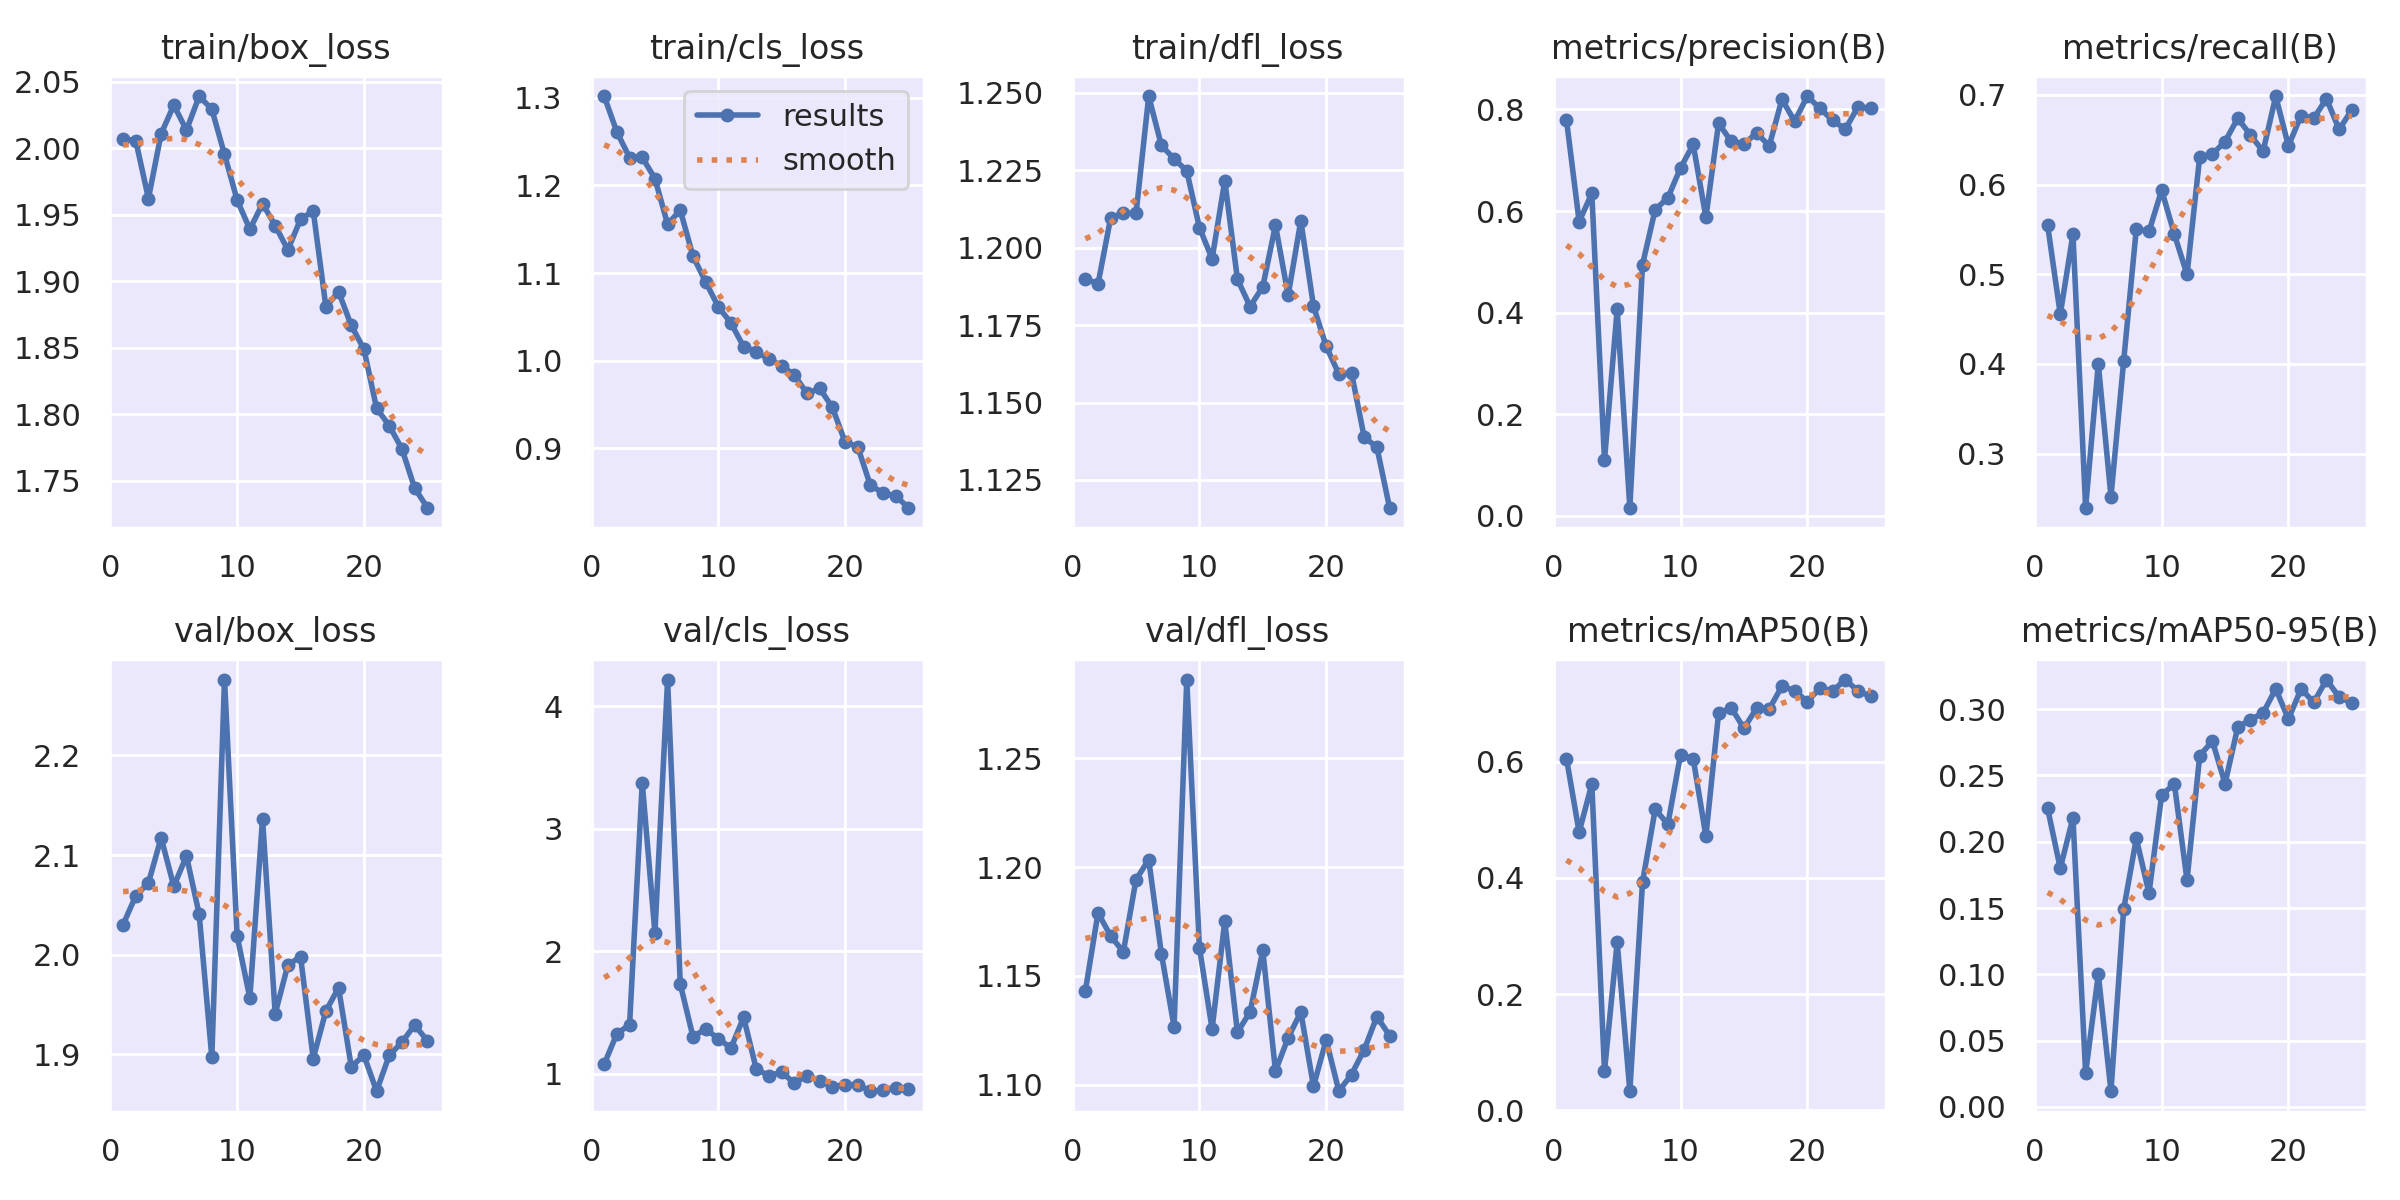 train/box_loss
2.05
2.00
1.95
1.90
1.85
1.80
1.75
0 10 20
train/cls_loss
results
smooth
1.3
1.2
1.1
1.0
0.9
0 10 20
train/dfl_loss
1.250
1.225
1.200
1.175
1.150
1.125
0 10 20
metrics/precision(B)
0.8
0.6
0.4
0.2
0.0
0 10 20
metrics/recall(B)
0.7
0.6
0.5
0.4
0.3
0 10 20
val/box_loss
2.2
2.1
2.0
1.9
0 10 20
val/cls_loss
4
3
2
1
0 10 20
val/dfl_loss
1.25
1.20
1.15
1.10
0 10 20
metrics/mAP50(B)
0.6
0.4
0.2
0.0
0 10 20
metrics/mAP50-95(B)
0.30
0.25
0.20
0.15
0.10
0.05
0.00
0 10 20